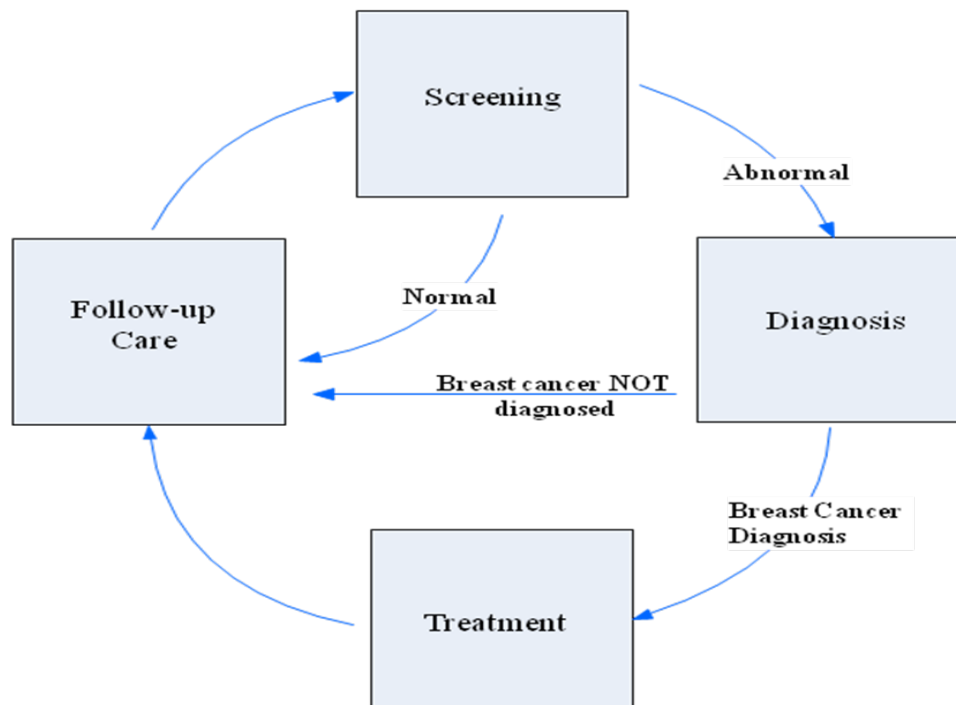 Screening
Abnormal
Follow-up
Care
Normal
Diagnosis
Breast cancer NOT
diagnosed
Breast Cancer
Diagnosis
Treatment